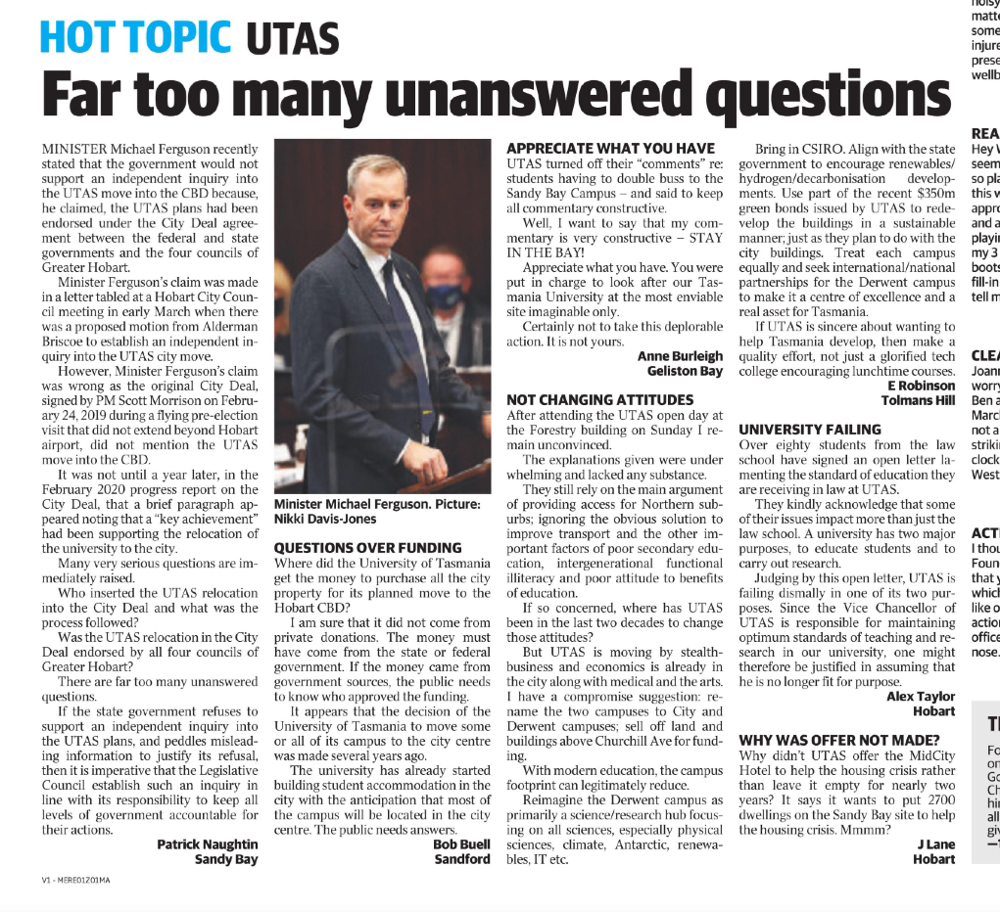 HOT TOPIC UTAS
Far too many unanswered questions
MINISTER Michael Ferguson recently
stated that the government would not
support an independent inquiry into
the UTAS move into the CBD because,
he claimed, the UTAS plans had been
endorsed under the City Deal agree-
ment between the federal and state
governments and the four councils of
Greater Hobart.
Minister Ferguson's claim was made
in a letter tabled at a Hobart City Coun-
cil meeting in early March when there
was a proposed motion from Alderman
Briscoe to establish an independent in-
quiry into the UTAS city move.
However, Minister Ferguson's claim
was wrong as the original City Deal,
signed by PM Scott Morrison on Febru-
ary 24, 2019 during a flying pre-election
visit that did not extend beyond Hobart
airport, did not mention the UTAS
move into the CBD.
It was not until a year later, in the
February 2020 progress report on the
City Deal, that a brief paragraph ap-
peared noting that a “key achievement”
had been supporting the relocation of
the university to the city.
Many very serious questions are im-
mediately raised.
Who inserted the UTAS relocation
into the City Deal and what was the
process followed?
Was the UTAS relocation in the City
Deal endorsed by all four councils of
Greater Hobart?
There are far too many unanswered
questions.
If the state government refuses to
support an independent inquiry into
the UTAS plans, and peddles mislead-
ing information to justify its refusal,
then it is imperative that the Legislative
Council establish such an inquiry in
line with its responsibility to keep all
levels of government accountable for
their actions.
Patrick Naughtin
Sandy Bay
Minister Michael Ferguson. Picture:
Nikki Davis-Jones
QUESTIONS OVER FUNDING
Where did the University of Tasmania
get the money to purchase all the city
property for its planned move to the
Hobart CBD?
I am sure that it did not come from
private donations. The money must
have come from the state or federal
government. If the money came from
government sources, the public needs
to know who approved the funding.
It appears that the decision of the
University of Tasmania to move some
or all of its campus to the city centre
was made several years ago.
The university has already started
building student accommodation in the
city with the anticipation that most of
the campus will be located in the city
centre. The public needs answers.
Bob Buell
Sandford
APPRECIATE WHAT YOU HAVE
UTAS turned off their “comments” re:
students having to double buss to the
Sandy Bay Campus – and said to keep
all commentary constructive.
Well, I want to say that my com-
mentary is very constructive – STAY
IN THE BAY!
Appreciate what you have. You were
put in charge to look after our Tas-
mania University at the most enviable
site imaginable only.
Certainly not to take this deplorable
action. It is not yours.
Anne Burleigh
Geliston Bay
NOT CHANGING ATTITUDES
After attending the UTAS open day at
the Forestry building on Sunday I re-
main unconvinced.
The explanations given were under
whelming and lacked any substance.
They still rely on the main argument
of providing access for Northern sub-
urbs; ignoring the obvious solution to
improve transport and the other im-
portant factors of poor secondary edu-
cation, intergenerational functional
illiteracy and poor attitude to benefits
of education.
If so concerned, where has UTAS
been in the last two decades to change
those attitudes?
But UTAS is moving by stealth-
business and economics is already in
the city along with medical and the arts.
I have a compromise suggestion: re-
name the two campuses to City and
Derwent campuses; sell off land and
buildings above Churchill Ave for fund-
ing.
With modern education, the campus
footprint can legitimately reduce.
Reimagine the Derwent campus as
primarily a science/research hub focus-
ing on all sciences, especially physical
sciences, climate, Antarctic, renewa-
bles, IT etc.
Bring in CSIRO. Align with the state
government to encourage renewables/
hydrogen/decarbonisation develop-
ments. Use part of the recent $350m
green bonds issued by UTAS to rede-
velop the buildings in a sustainable
manner; just as they plan to do with the
city buildings. Treat each campus
equally and seek international/national
partnerships for the Derwent campus
to make it a centre of excellence and a
real asset for Tasmania.
If UTAS is sincere about wanting to
help Tasmania develop, then make a
quality effort, not just a glorified tech
college encouraging lunchtime courses.
E Robinson
Tolmans Hill
UNIVERSITY FAILING
Over eighty students from the law
school have signed an open letter la-
menting the standard of education they
are receiving in law at UTAS.
They kindly acknowledge that some
of their issues impact more than just the
law school. A university has two major
purposes, to educate students and to
carry out research.
Judging by this open letter, UTAS is
failing dismally in one of its two pur-
poses. Since the Vice Chancellor of
UTAS is responsible for maintaining
optimum standards of teaching and re-
search in our university, one might
therefore be justified in assuming that
he is no longer fit for purpose.
Alex Taylor
Hobart
WHY WAS OFFER NOT MADE?
Why didn't UTAS offer the MidCity
Hotel to help the housing crisis rather
than leave it empty for nearly two
years? It says it wants to put 2700
dwellings on the Sandy Bay site to help
the housing crisis. Mmmm?
J Lane
Hobart
V1 - MERE01Z01MA